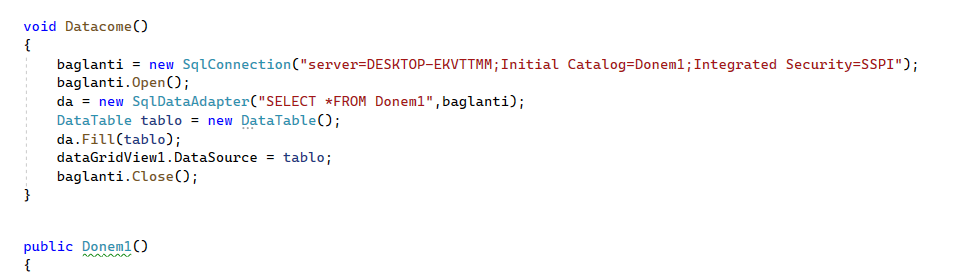 void Datacome()
{
baglanti = new SqlConnection("server=DESKTOP-EKVTTMM;Initial Catalog=Donem1;Integrated Security=SSPI");
baglanti.Open();
da = new SqlDataAdapter("SELECT *FROM Donem1",baglanti);
DataTable tablo = new DataTable();
da.Fill(tablo);
dataGridView1.DataSource = tablo;
baglanti.Close();
}
public Donem1()
{